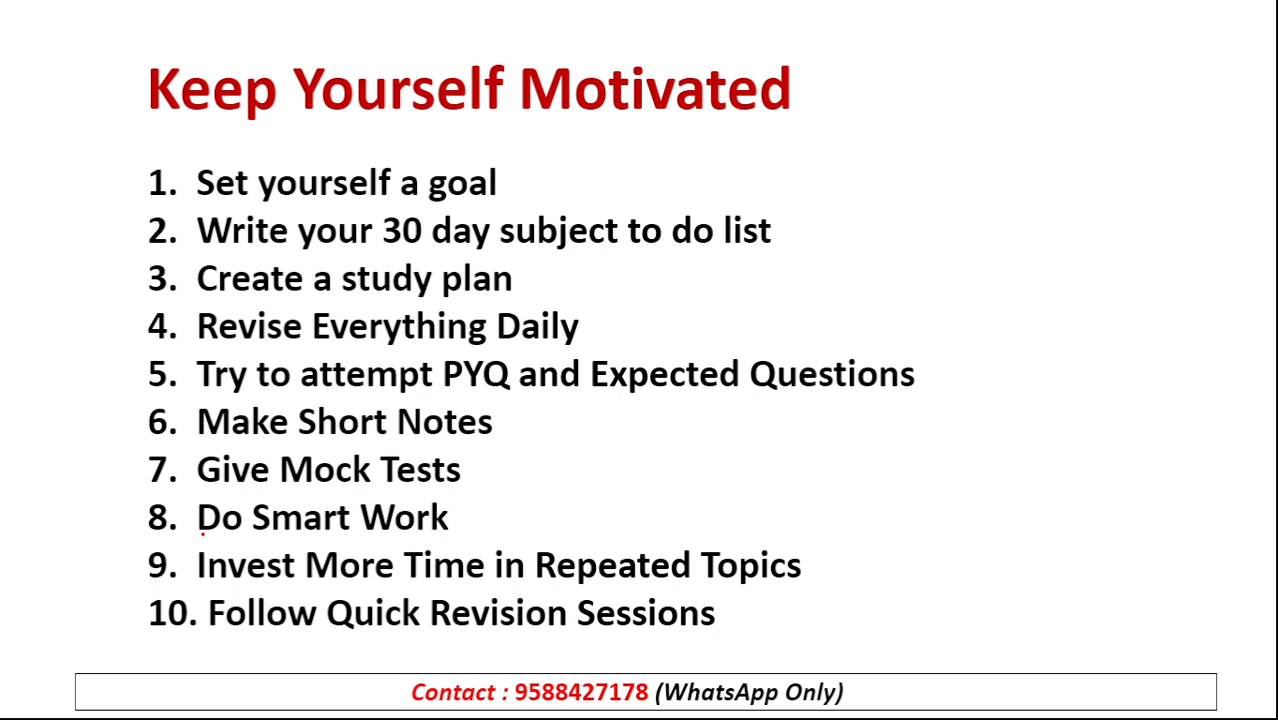 Keep Yourself Motivated
1. Set yourself a goal
2. Write your 30 day subject to do list
3. Create a study plan
4. Revise Everything Daily
5. Try to attempt PYQ and Expected Questions
6. Make Short Notes
7. Give Mock Tests
8. Do Smart Work
9. Invest More Time in Repeated Topics
10. Follow Quick Revision Sessions
Contact : 9588427178 (WhatsApp Only)